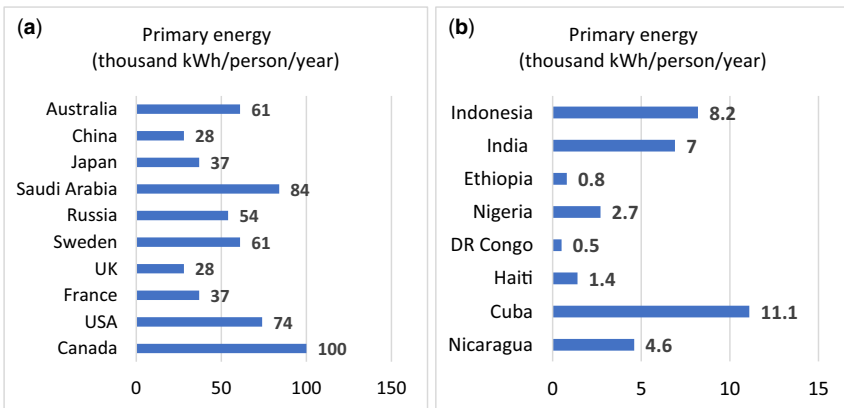 (a)
Primary energy
(thousand kWh/person/year)
Australia 61
China 28
Japan 37
Saudi Arabia 84
Russia 54
Sweden 61
UK 28
France 37
USA 74
Canada 100
0 50 100 150
(b)
Primary energy
(thousand kWh/person/year)
Indonesia 8.2
India 7
Ethiopia 0.8
Nigeria 2.7
DR Congo 0.5
Haiti 1.4
Cuba 11.1
Nicaragua 4.6
0 5 10 15